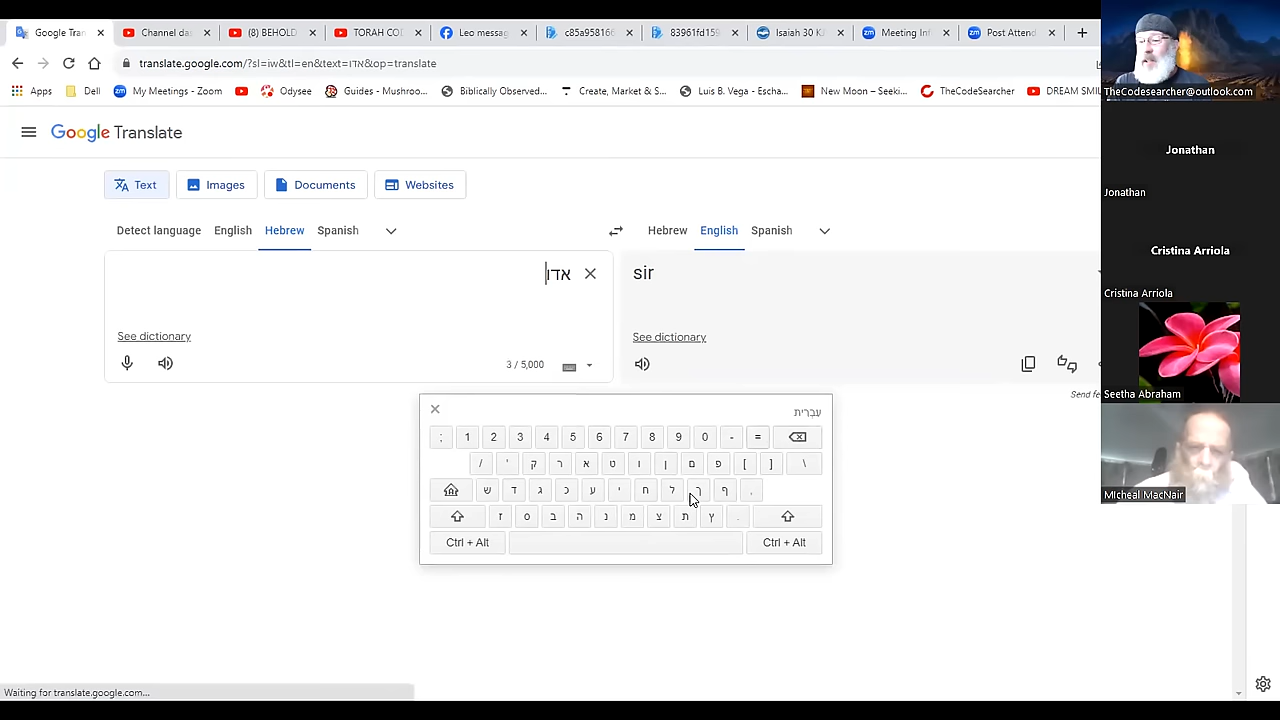 Google Tran
Channel das
(8) BEHOLD
TORAH CO
Leo messag
c85a95816
83961fd159
Isaiah 30 K
Meeting Inf
Post Attend
translate.google.com/?sl=iw&tl=en&text=אדו&op=translate
Apps
Dell
My Meetings - Zoom
Odysee
Guides - Mushroo...
Biblically Observed...
Create, Market & S...
Luis B. Vega - Escha...
New Moon – Seeki...
TheCodeSearcher
DREAM SMIL
Google Translate
Text
Images
Documents
Websites
Detect language
English
Hebrew
Spanish
Hebrew
English
Spanish
אדו
sir
See dictionary
See dictionary
3 / 5,000
Send fe
עברית
; 1 2 3 4 5 6 7 8 9 0 - =
/ ' ק ר א ט ו ן ם פ [ ] \
ש ד ג כ ע י ח ל ך ף ,
ז ס ב ה נ מ צ ת ץ .
Ctrl + Alt
Ctrl + Alt
Waiting for translate.google.com...
TheCodesearcher@outlook.com
Jonathan
Jonathan
Cristina Arriola
Cristina Arriola
Seetha Abraham
MIcheal MacNair